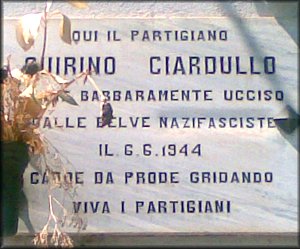 QUI IL PARTIGIANO
QUIRINO CIARDULLO
BARBARAMENTE UCCISO
DALLE BELVE NAZIFASCISTE
IL 6.6.1944
CADDE DA PRODE GRIDANDO
VIVA I PARTIGIANI